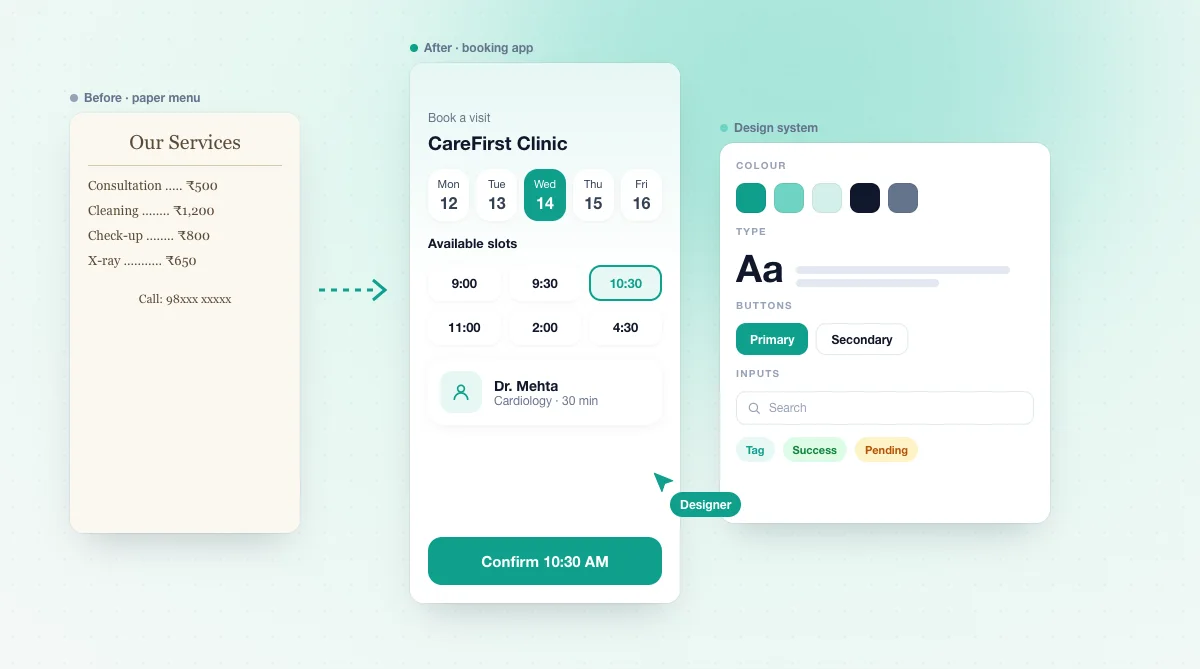 Before · paper menu
Our Services
Consultation ..... ₹500
Cleaning ........ ₹1,200
Check-up ........ ₹800
X-ray ........... ₹650
Call: 98xxx xxxxx
After · booking app
Book a visit
CareFirst Clinic
Mon Tue Wed Thu Fri
12 13 14 15 16
Available slots
9:00 9:30 10:30
11:00 2:00 4:30
Dr. Mehta
Cardiology · 30 min
Designer
Confirm 10:30 AM
Design system
COLOUR
TYPE
Aa
BUTTONS
Primary Secondary
INPUTS
Search
Tag Success Pending